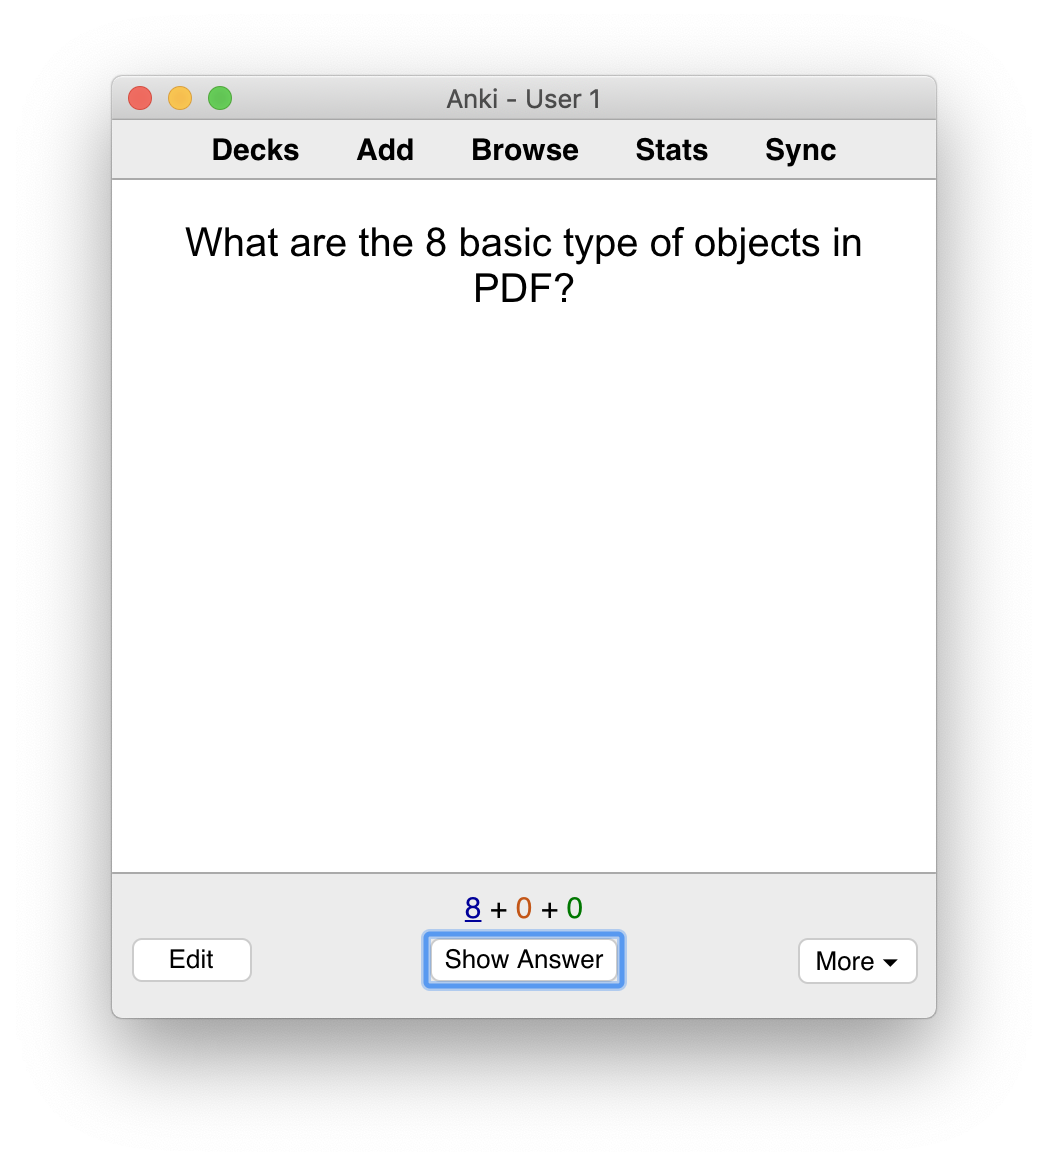 Anki - User 1
Decks Add Browse Stats Sync
What are the 8 basic type of objects in
PDF?
8 + 0 + 0
Edit Show Answer More